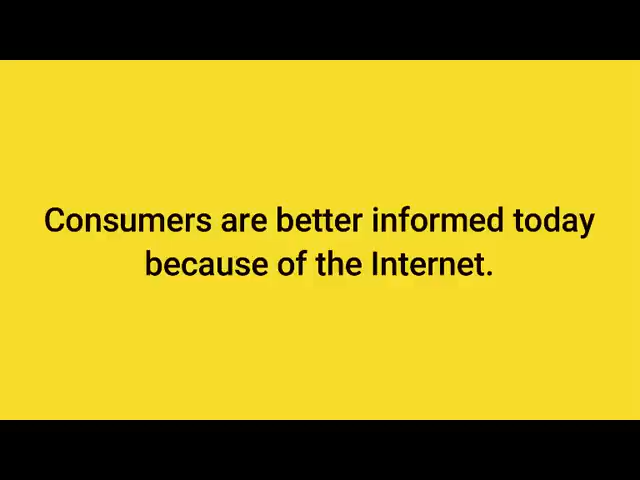 Consumers are better informed today
because of the Internet.